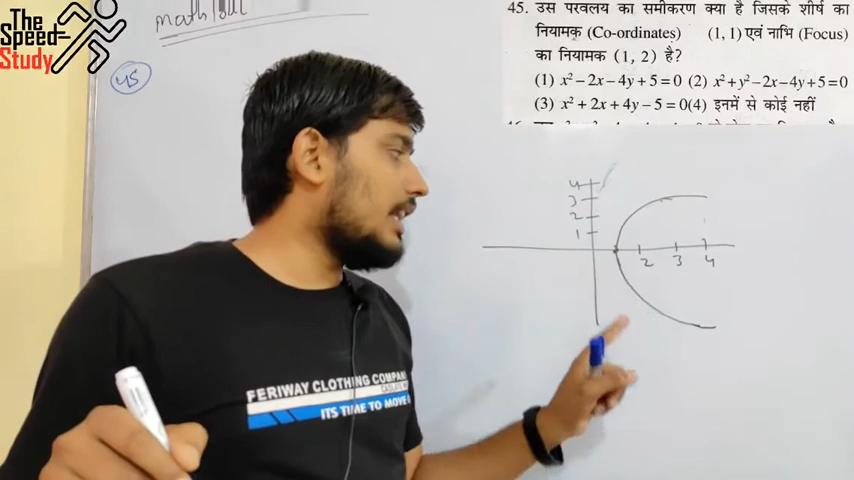 The
Speed
Study
math
45
45. उस परवलय का समीकरण क्या है जिसके शीर्ष का
नियामक (Co-ordinates) (1, 1) एवं नाभि (Focus)
का नियामक (1, 2) है?
(1) x² – 2x – 4y + 5 = 0 (2) x² + y² – 2x – 4y + 5 = 0
(3) x² + 2x + 4y – 5 = 0 (4) इनमें से कोई नहीं
4
3
2
1
2 3 4
FERIWAY CLOTHING COMPANY
ITS TIME TO MOVE